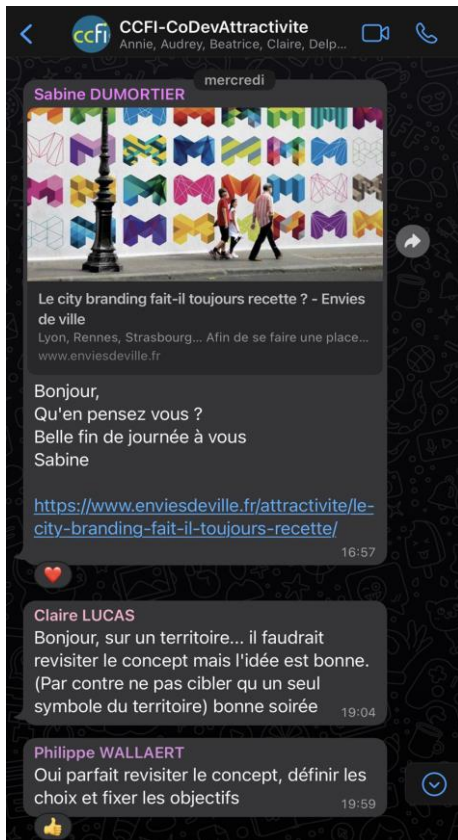 ccfi
CCFI-CoDevAttractivite
Annie, Audrey, Beatrice, Claire, Delp...
mercredi
Sabine DUMORTIER
Le city branding fait-il toujours recette ? - Envies
de ville
Lyon, Rennes, Strasbourg... Afin de se faire une place...
www.enviesdeville.fr
Bonjour,
Qu'en pensez vous ?
Belle fin de journée à vous
Sabine
https://www.enviesdeville.fr/attractivite/le-
city-branding-fait-il-toujours-recette/
16:57
Claire LUCAS
Bonjour, sur un territoire... il faudrait
revisiter le concept mais l'idée est bonne.
(Par contre ne pas cibler qu un seul
symbole du territoire) bonne soirée
19:04
Philippe WALLAERT
Oui parfait revisiter le concept, définir les
choix et fixer les objectifs
19:59